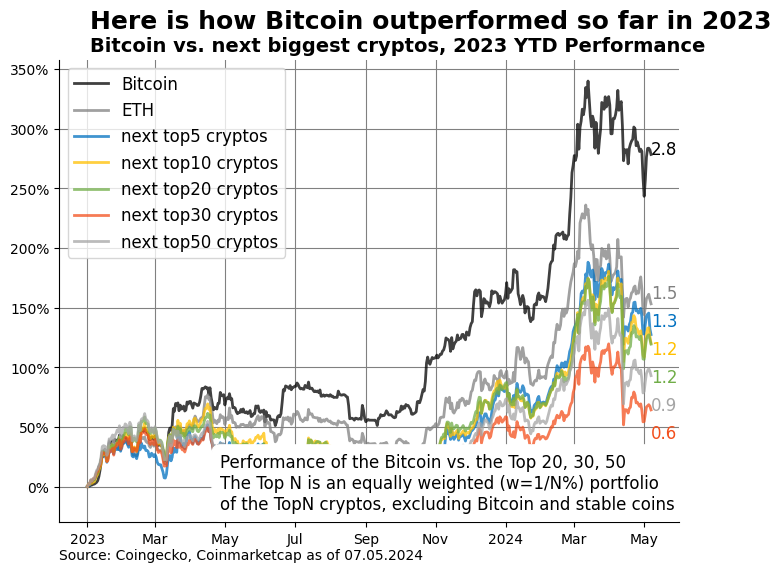 Here is how Bitcoin outperformed so far in 2023
Bitcoin vs. next biggest cryptos, 2023 YTD Performance
350%
300%
250%
200%
150%
100%
50%
0%
Bitcoin
ETH
next top5 cryptos
next top10 cryptos
next top20 cryptos
next top30 cryptos
next top50 cryptos
2.8
1.5
1.3
1.2
1.2
0.9
0.6
Performance of the Bitcoin vs. the Top 20, 30, 50
The Top N is an equally weighted (w=1/N%) portfolio
of the TopN cryptos, excluding Bitcoin and stable coins
2023 Mar May Jul Sep Nov 2024 Mar May
Source: Coingecko, Coinmarketcap as of 07.05.2024